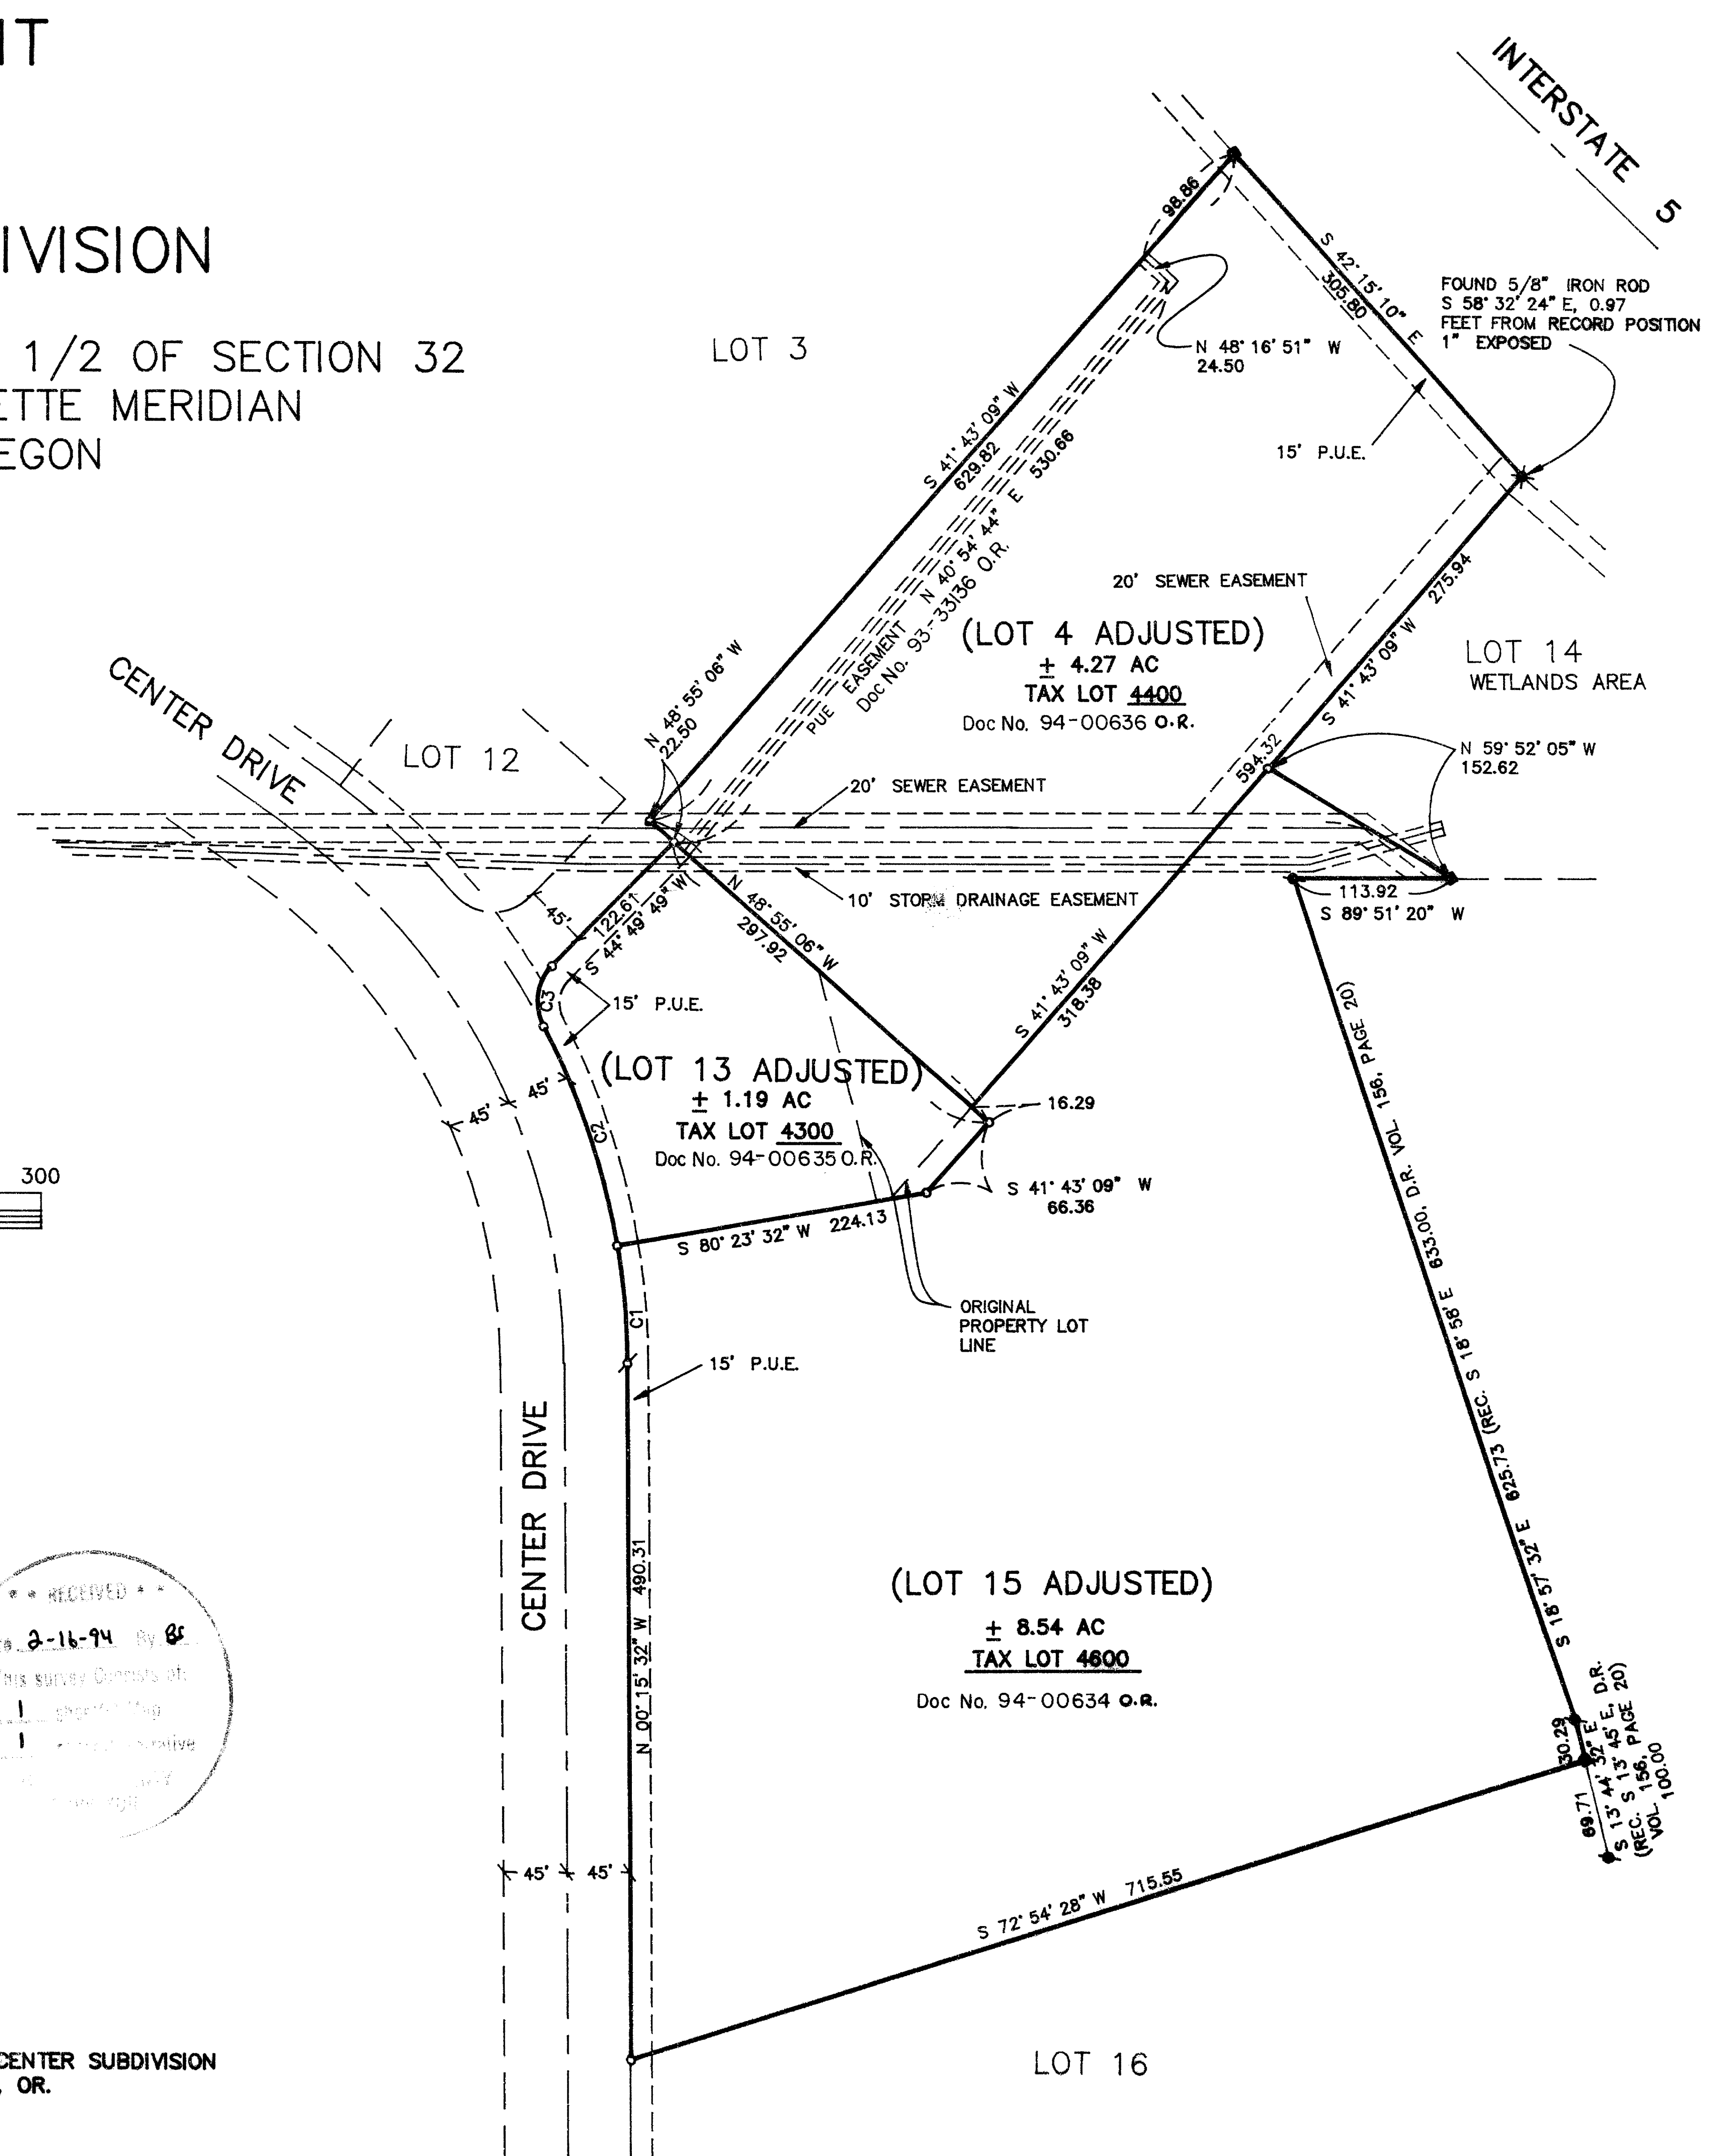 IT
IVISION
1/2 OF SECTION 32
ETTE MERIDIAN
EGON
INTERSTATE 5
98.86
S 42° 15' 10" E
305.80
FOUND 5/8" IRON ROD
S 58° 32' 24" E, 0.97
FEET FROM RECORD POSITION
1" EXPOSED
LOT 3
N 48° 16' 51" W
24.50
15' P.U.E.
S 41° 43' 09" W
629.82
PUE EASEMENT N 40° 54' 44" E 530.66
Doc No. 93-33136 O.R.
20' SEWER EASEMENT
275.94
S 41° 43' 09" W
(LOT 4 ADJUSTED)
± 4.27 AC
TAX LOT 4400
Doc No. 94-00636 O.R.
LOT 14
WETLANDS AREA
CENTER DRIVE
LOT 12
N 48° 55' 06" W
22.50
594.32
N 59° 52' 05" W
152.62
20' SEWER EASEMENT
10' STORM DRAINAGE EASEMENT
113.92
S 89° 51' 20" W
45'
122.61
S 44° 49' 49" W
N 48° 55' 06" W
297.92
S 41° 43' 09" W
318.38
C3
15' P.U.E.
(LOT 13 ADJUSTED)
± 1.19 AC
TAX LOT 4300
Doc No. 94-00635 O.R.
45'
45'
C2
16.29
S 41° 43' 09" W
66.36
300
S 80° 23' 32" W 224.13
C1
ORIGINAL
PROPERTY LOT
LINE
15' P.U.E.
S 18° 57' 32" E 625.73 (REC. S 18° 58' E 633.00, D.R. VOL. 156, PAGE 20)
CENTER DRIVE
N 00° 15' 32" W 490.31
(LOT 15 ADJUSTED)
± 8.54 AC
TAX LOT 4600
Doc No. 94-00634 O.R.
RECEIVED
2-16-94 By BS
This survey Consists of:
1
1
30.29
69.71
S 13° 44' 32" E
(REC. S 13° 45' E, D.R.
VOL. 156, PAGE 20)
100.00
45'
45'
S 72° 54' 28" W 715.55
CENTER SUBDIVISION
, OR.
LOT 16